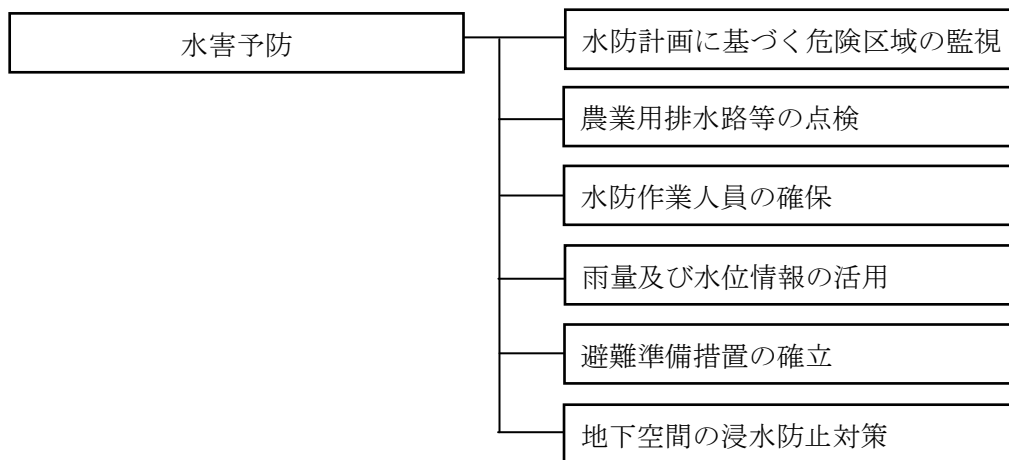 水害予防
水防計画に基づく危険区域の監視
農業用排水路等の点検
水防作業人員の確保
雨量及び水位情報の活用
避難準備措置の確立
地下空間の浸水防止対策